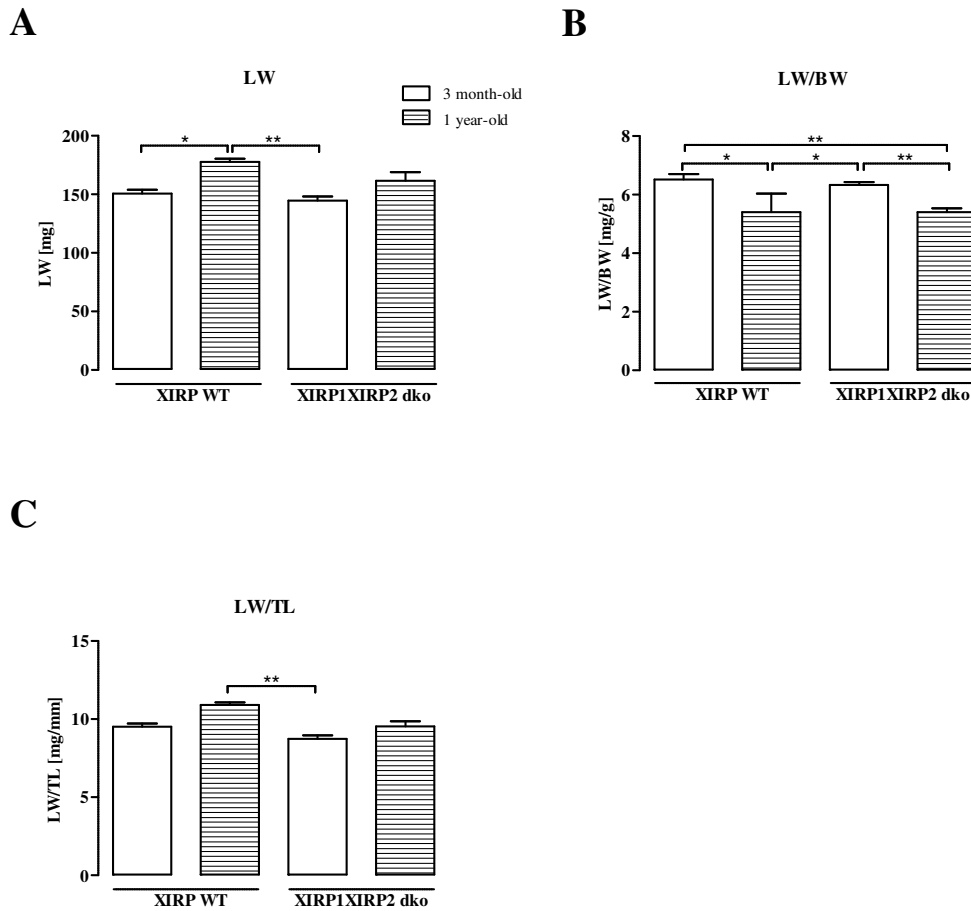 A
B
LW
LW/BW
3 month-old
1 year-old
200
150
100
50
0
LW [mg]
*
**
XIRP WT
XIRP1XIRP2 dko
8
6
4
2
0
LW/BW [mg/g]
**
*
*
**
XIRP WT
XIRP1XIRP2 dko
C
LW/TL
15
10
5
0
LW/TL [mg/mm]
**
XIRP WT
XIRP1XIRP2 dko